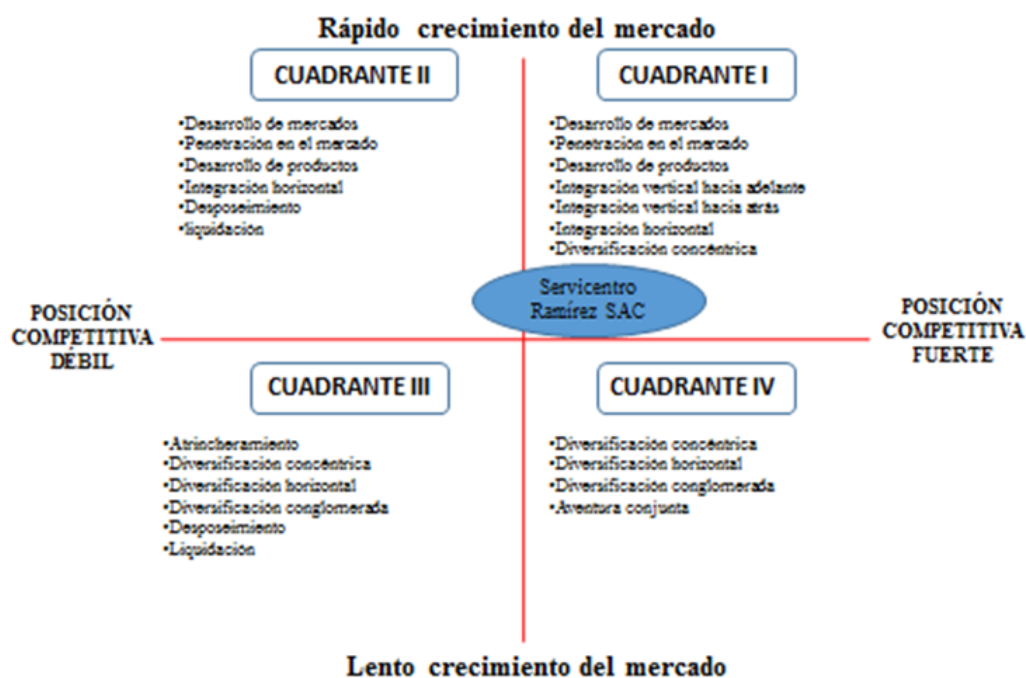 Rápido crecimiento del mercado
CUADRANTE II
•Desarrollo de mercados
•Penetración en el mercado
•Desarrollo de productos
•Integración horizontal
•Desposeimiento
•liquidación
CUADRANTE I
•Desarrollo de mercados
•Penetración en el mercado
•Desarrollo de productos
•Integración vertical hacia adelante
•Integración vertical hacia atrás
•Integración horizontal
•Diversificación concéntrica
Servicentro
Ramírez SAC
POSICIÓN
COMPETITIVA
DÉBIL
POSICIÓN
COMPETITIVA
FUERTE
CUADRANTE III
•Atrincheramiento
•Diversificación concéntrica
•Diversificación horizontal
•Diversificación conglomerada
•Desposeimiento
•Liquidación
CUADRANTE IV
•Diversificación concéntrica
•Diversificación horizontal
•Diversificación conglomerada
•Aventura conjunta
Lento crecimiento del mercado